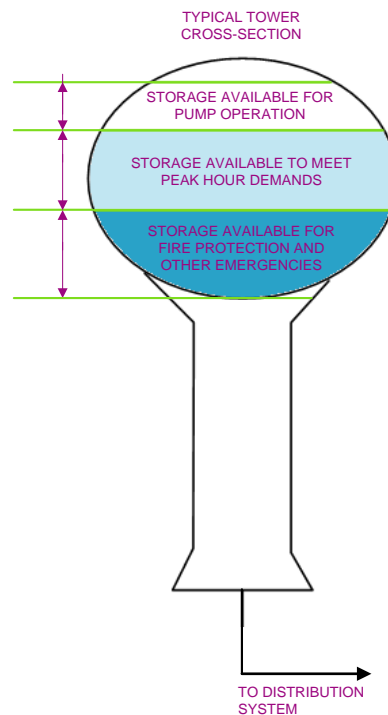 TYPICAL TOWER
CROSS-SECTION
STORAGE AVAILABLE FOR
PUMP OPERATION
STORAGE AVAILABLE TO MEET
PEAK HOUR DEMANDS
STORAGE AVAILABLE FOR
FIRE PROTECTION AND
OTHER EMERGENCIES
TO DISTRIBUTION
SYSTEM